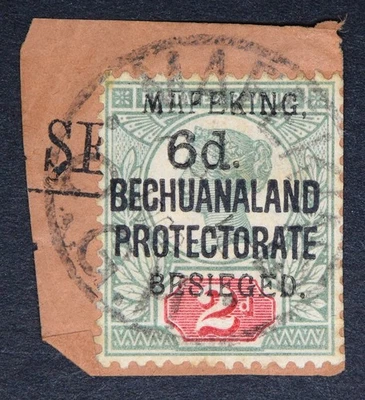 MAFEKING,
6d.
BECHUANALAND
PROTECTORATE
BESIEGED.
2d